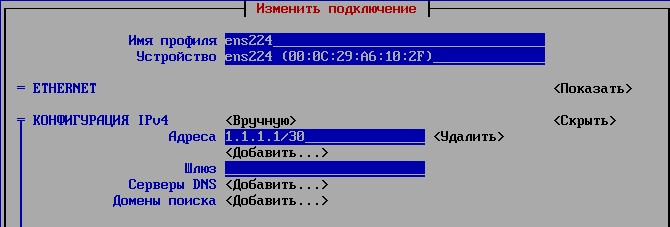 Изменить подключение
Имя профиля ens224
Устройство ens224 (00:0C:29:A6:10:2F)
= ETHERNET <Показать>
КОНФИГУРАЦИЯ IPv4 <Вручную> <Скрыть>
Адреса 1.1.1.1/30 <Удалить>
<Добавить...>
Шлюз
Серверы DNS <Добавить...>
Домены поиска <Добавить...>